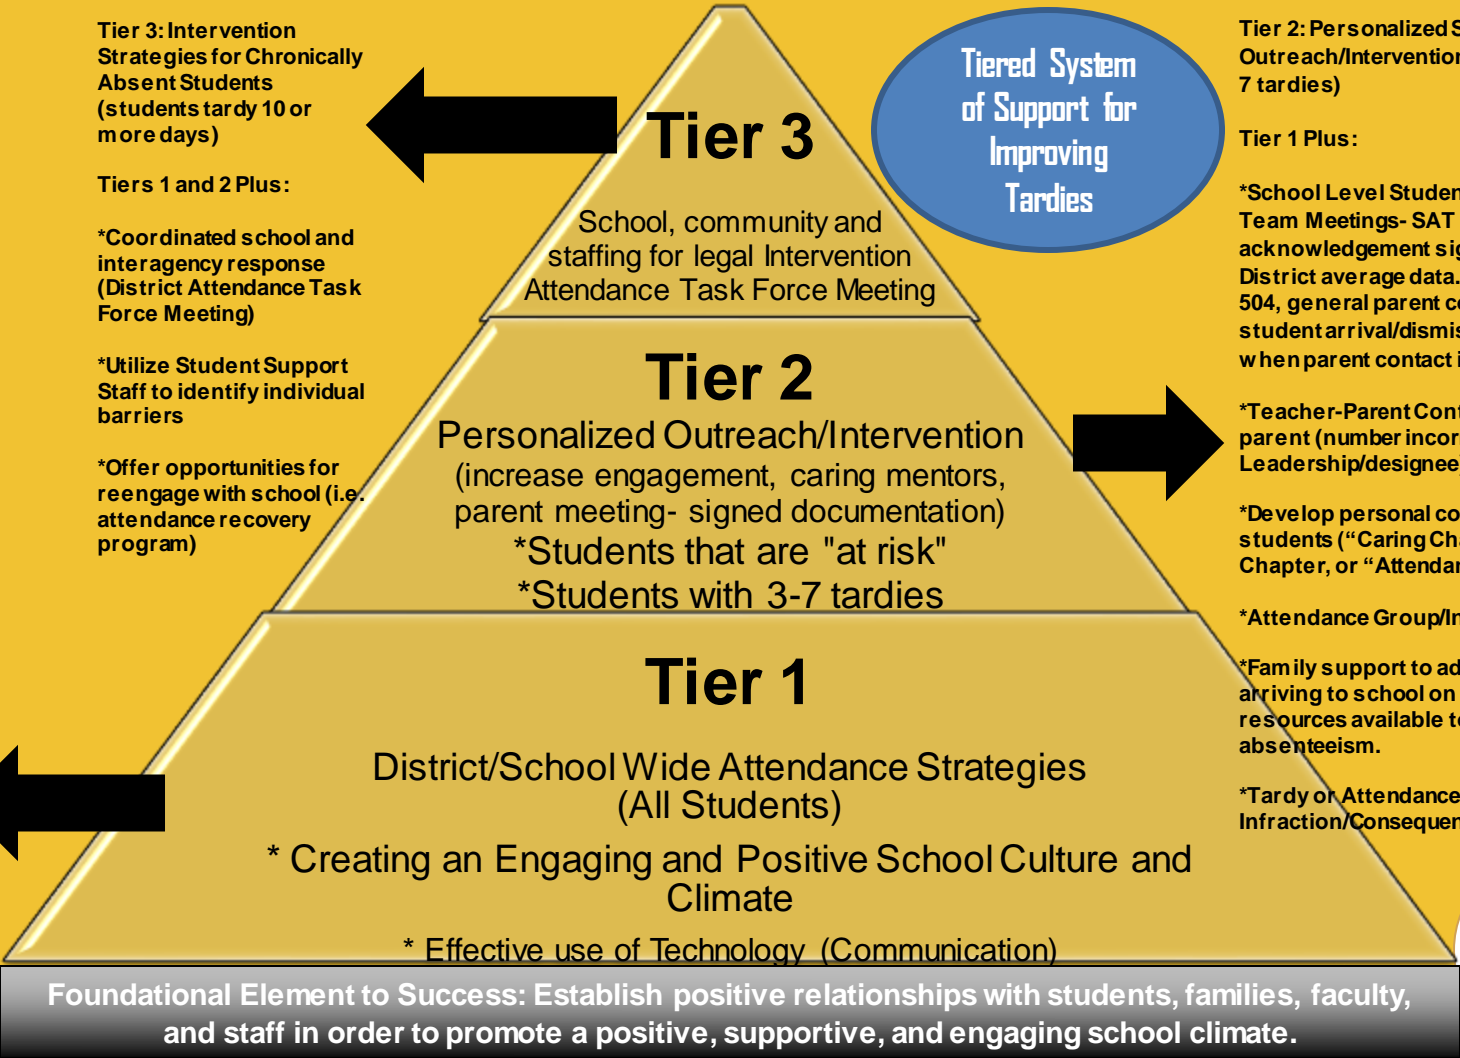 Tier 3: Intervention
Strategies for Chronically
Absent Students
(students tardy 10 or
more days)
Tiers 1 and 2 Plus:
*Coordinated school and
interagency response
(District Attendance Task
Force Meeting)
*Utilize Student Support
Staff to identify individual
barriers
*Offer opportunities for
reengage with school (i.e.
attendance recovery
program)
Tier 3
School, community and
staffing for legal Intervention
Attendance Task Force Meeting
Tier 2
Personalized Outreach/Intervention
(increase engagement, caring mentors,
parent meeting- signed documentation)
*Students that are "at risk"
*Students with 3-7 tardies
Tier 1
District/School Wide Attendance Strategies
(All Students)
* Creating an Engaging and Positive School Culture and
Climate
* Effective use of Technology (Communication)
Tiered System
of Support for
Improving
Tardies
Tier 2: Personalized
Outreach/Intervention
7 tardies)
Tier 1 Plus:
*School Level
Team Meetings- SAT
acknowledgement
District average data.
504, general parent
student
when parent contact
*Teacher-Parent
parent (number
Leadership/designee
*Develop personal
students (“Caring
Chapter, or
*Attendance
*Family support to
arriving to school on
resources available
absenteeism.
*Tardy or Attendance
Foundational Element to Success: Establish positive relationships with students, families, faculty,
and staff in order to promote a positive, supportive, and engaging school climate.